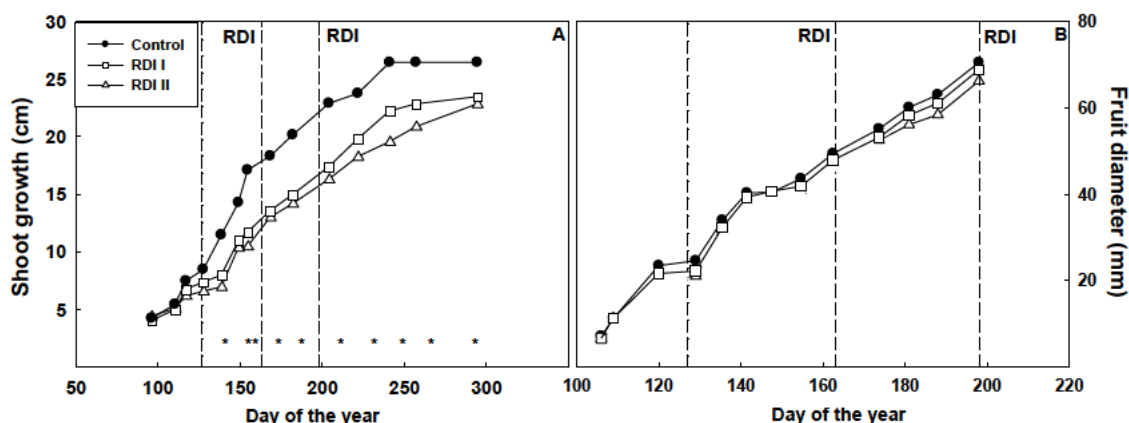 30
25
20
15
10
5
Shoot growth (cm)
Control
RDI I
RDI II
RDI
RDI
A
* ** * * * * * * *
50 100 150 200 250 300
Day of the year
RDI
RDI
B
100 120 140 160 180 200 220
Day of the year
80
60
40
20
Fruit diameter (mm)